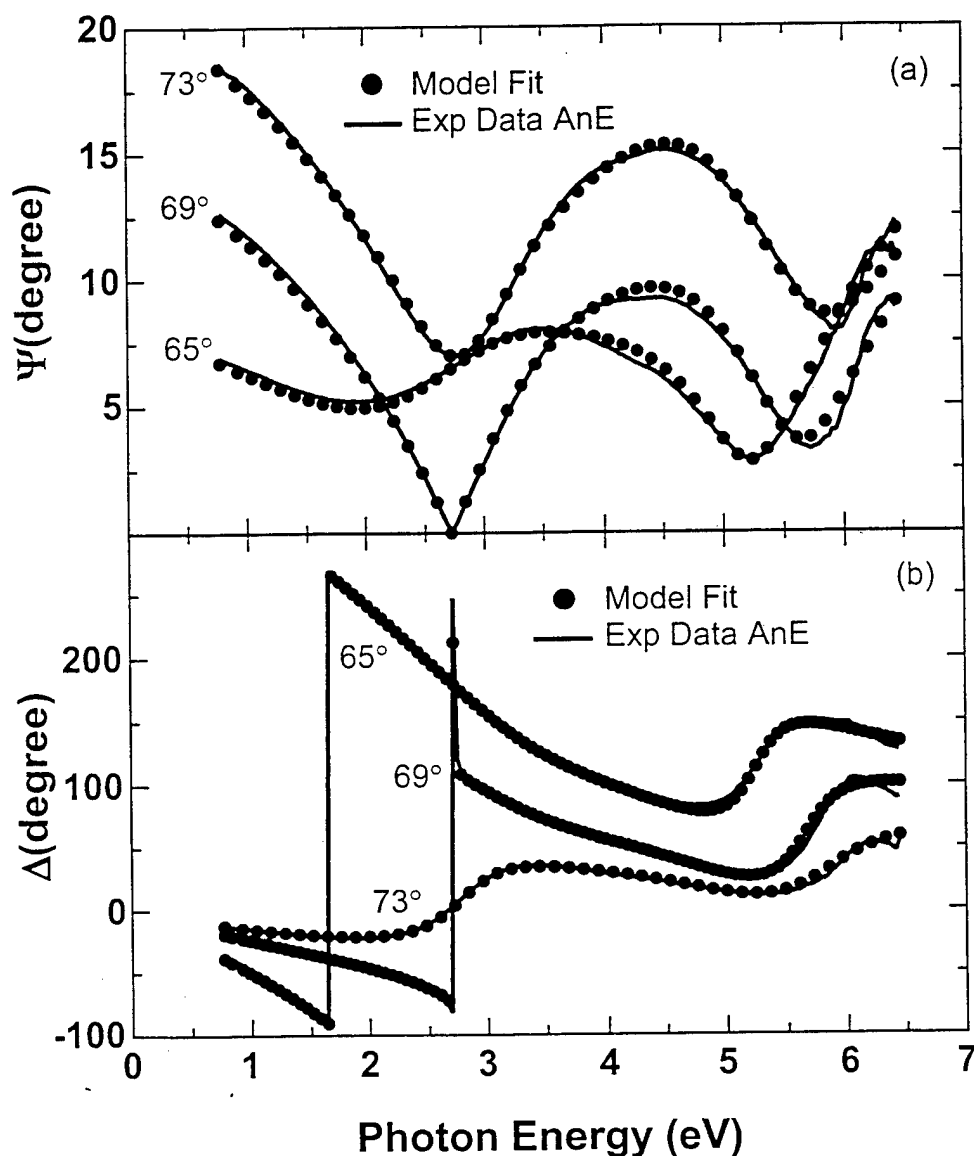 20
15
10
5
Ψ(degree)
73°
69°
65°
Model Fit
Exp Data AnE
(a)
200
100
0
-100
Δ(degree)
65°
69°
73°
Model Fit
Exp Data AnE
(b)
0 1 2 3 4 5 6 7
Photon Energy (eV)